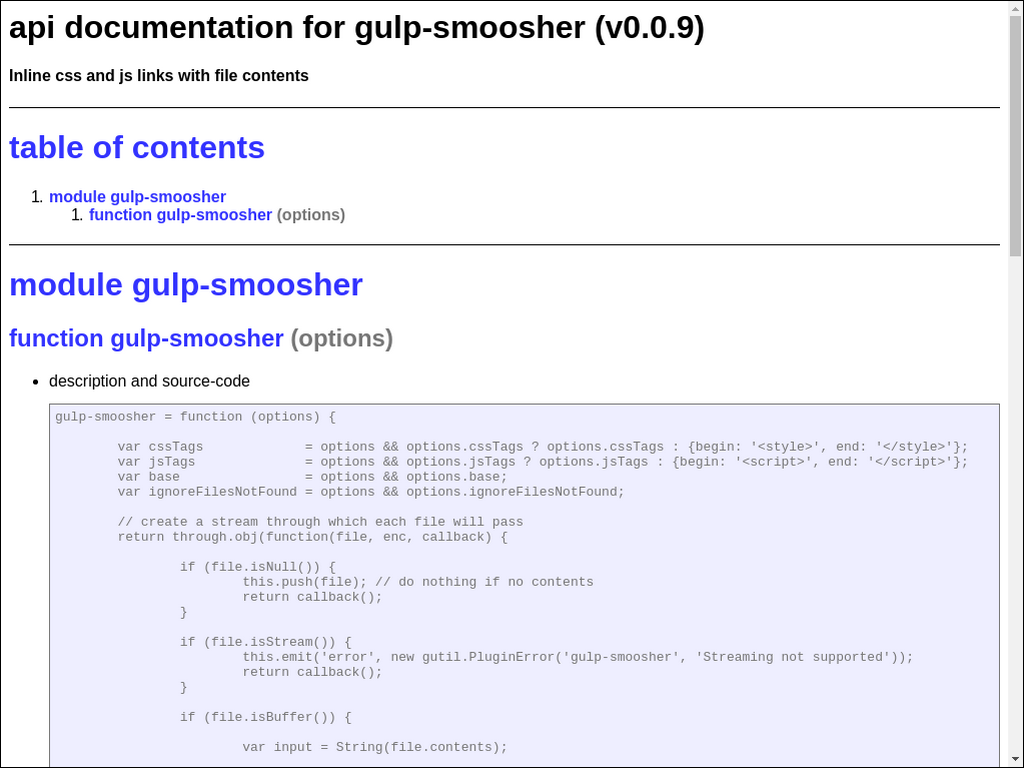 api documentation for gulp-smoosher (v0.0.9)
Inline css and js links with file contents
table of contents
1. module gulp-smoosher
1. function gulp-smoosher (options)
module gulp-smoosher
function gulp-smoosher (options)
• description and source-code
gulp-smoosher = function (options) {
var cssTags             = options && options.cssTags ? options.cssTags : {begin: '<style>', end: '</style>'};
var jsTags              = options && options.jsTags ? options.jsTags : {begin: '<script>', end: '</script>'};
var base                = options && options.base;
var ignoreFilesNotFound = options && options.ignoreFilesNotFound;
// create a stream through which each file will pass
return through.obj(function(file, enc, callback) {
if (file.isNull()) {
this.push(file); // do nothing if no contents
return callback();
}
if (file.isStream()) {
this.emit('error', new gutil.PluginError('gulp-smoosher', 'Streaming not supported'));
return callback();
}
if (file.isBuffer()) {
var input = String(file.contents);